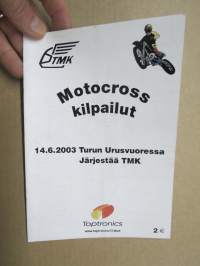 TMK
Motocross
kilpailut
14.6.2003 Turun Urusvuoressa
Järjestää TMK
Toptronics
2 €